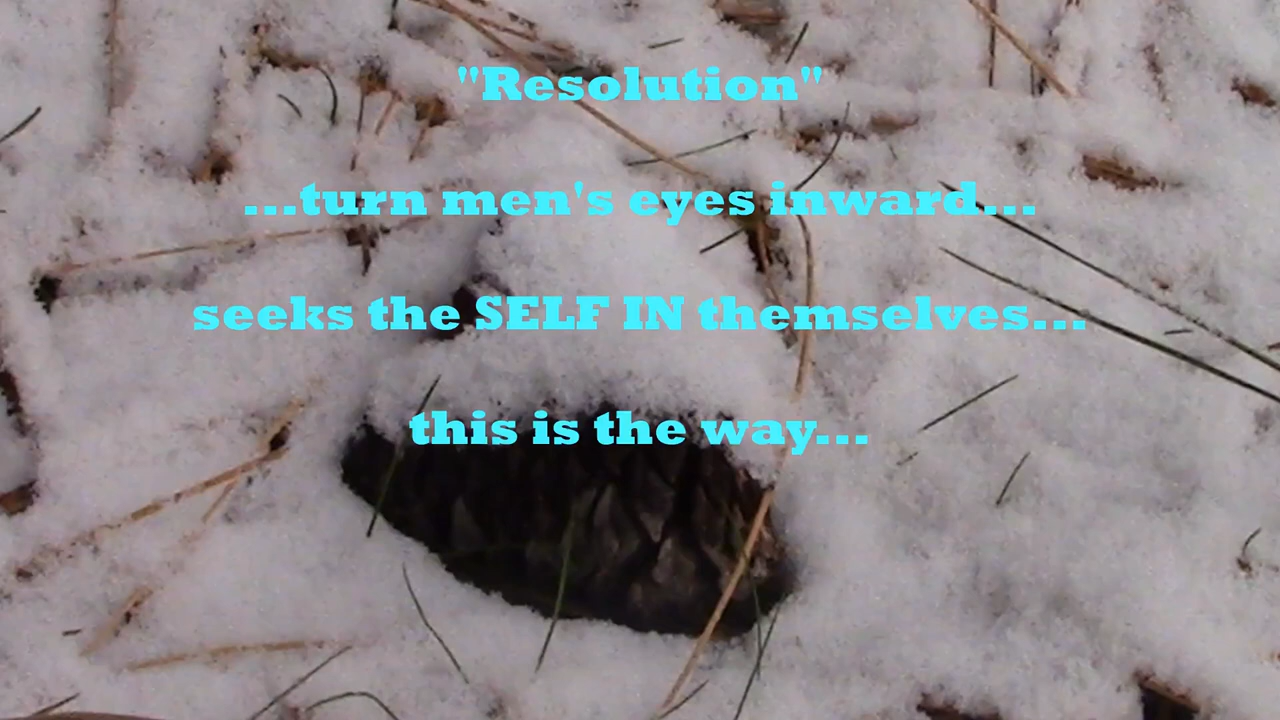 "Resolution"
...turn men's eyes inward...
seeks the SELF IN themselves...
this is the way...